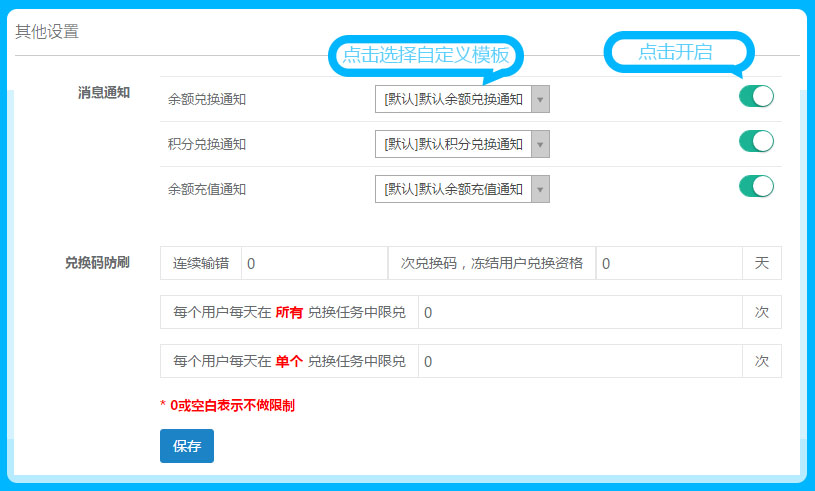 其他设置
点击选择自定义模板
点击开启
消息通知
余额兑换通知 [默认]默认余额兑换通知
积分兑换通知 [默认]默认积分兑换通知
余额充值通知 [默认]默认余额充值通知
兑换码防刷 连续输错 0 次兑换码，冻结用户兑换资格 0 天
每个用户每天在 所有 兑换任务中限兑 0 次
每个用户每天在 单个 兑换任务中限兑 0 次
* 0或空白表示不做限制
保存